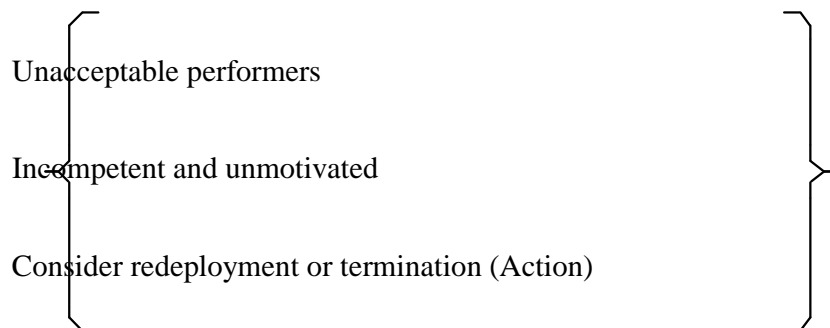 Unacceptable performers
Incompetent and unmotivated
Consider redeployment or termination (Action)